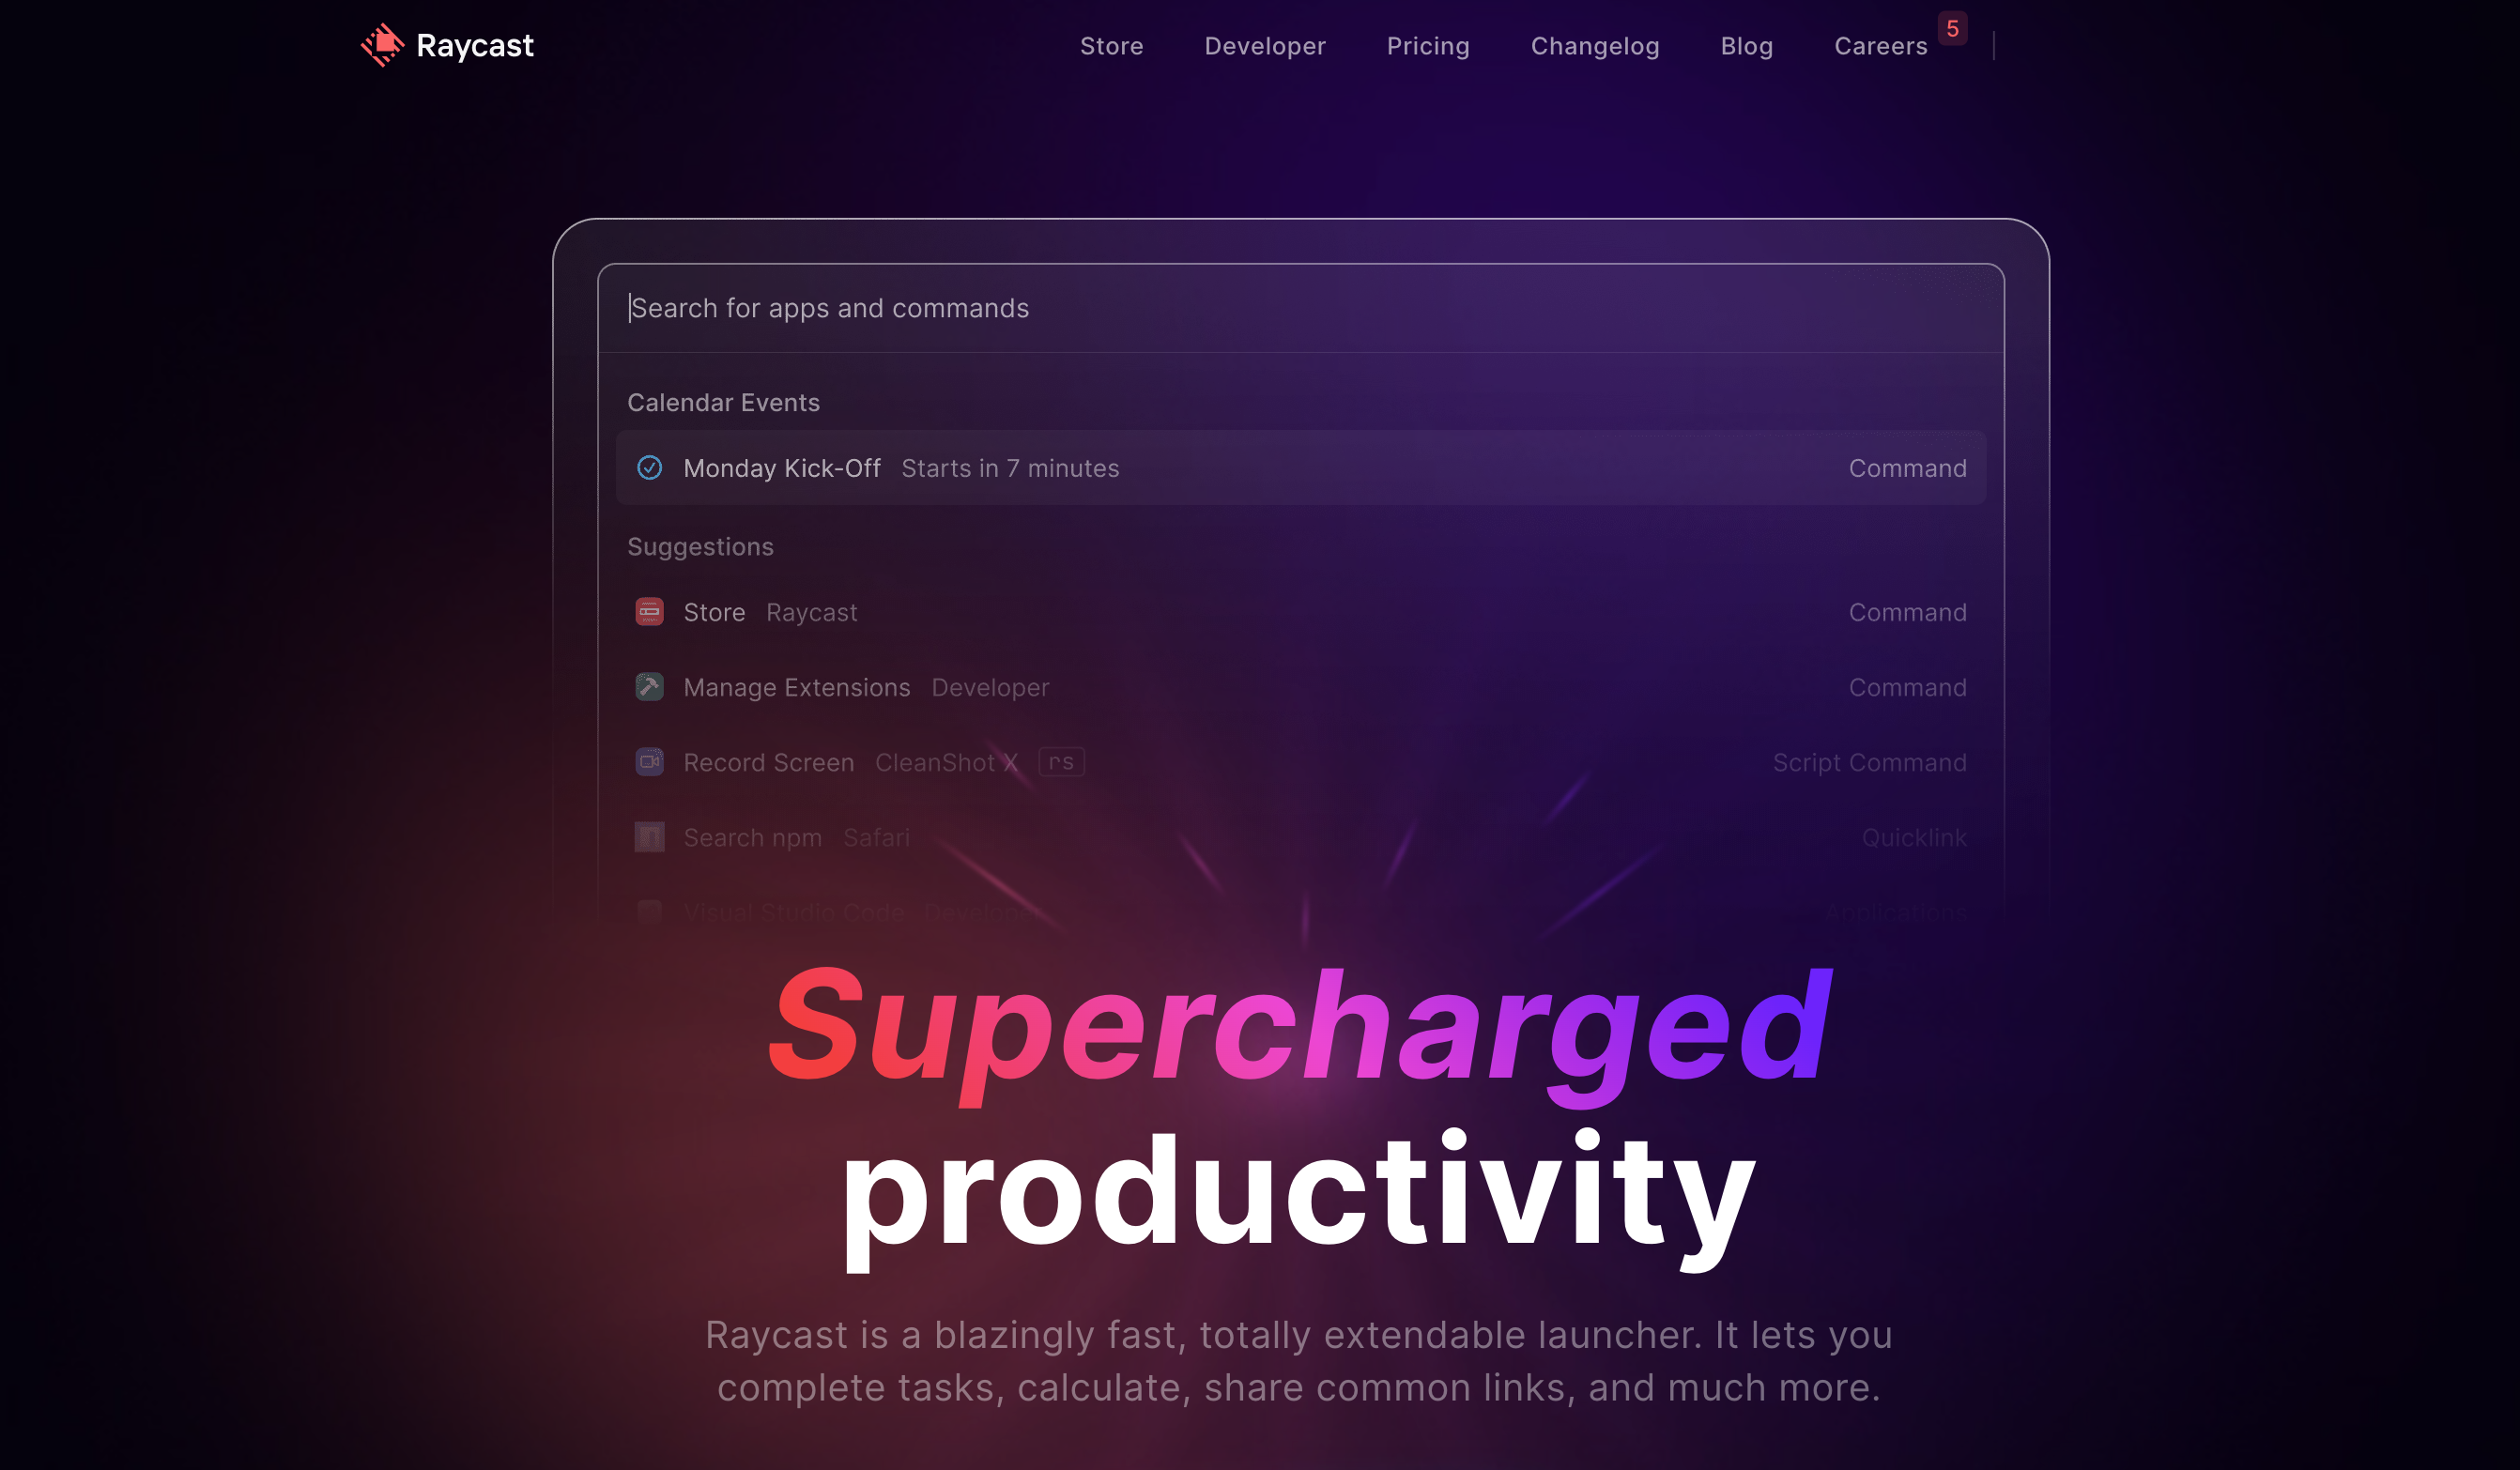 Raycast
Store Developer Pricing Changelog Blog Careers 5
Search for apps and commands
Calendar Events
Monday Kick-Off Starts in 7 minutes Command
Suggestions
Store Raycast Command
Manage Extensions Developer Command
Record Screen CleanShot X rs Script Command
Search npm Safari Quicklink
Visual Studio Code Developer Applications
Supercharged
productivity
Raycast is a blazingly fast, totally extendable launcher. It lets you
complete tasks, calculate, share common links, and much more.